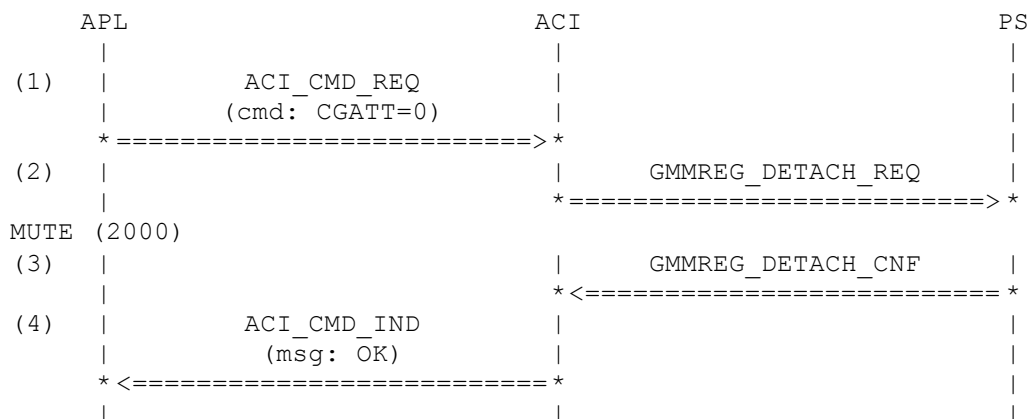 APL ACI PS
(1) ACI_CMD_REQ
(cmd: CGATT=0)
*==========================>*
(2) GMMREG_DETACH_REQ
*==========================>*
MUTE (2000)
(3) GMMREG_DETACH_CNF
*<==========================*
(4) ACI_CMD_IND
(msg: OK)
*<==========================*